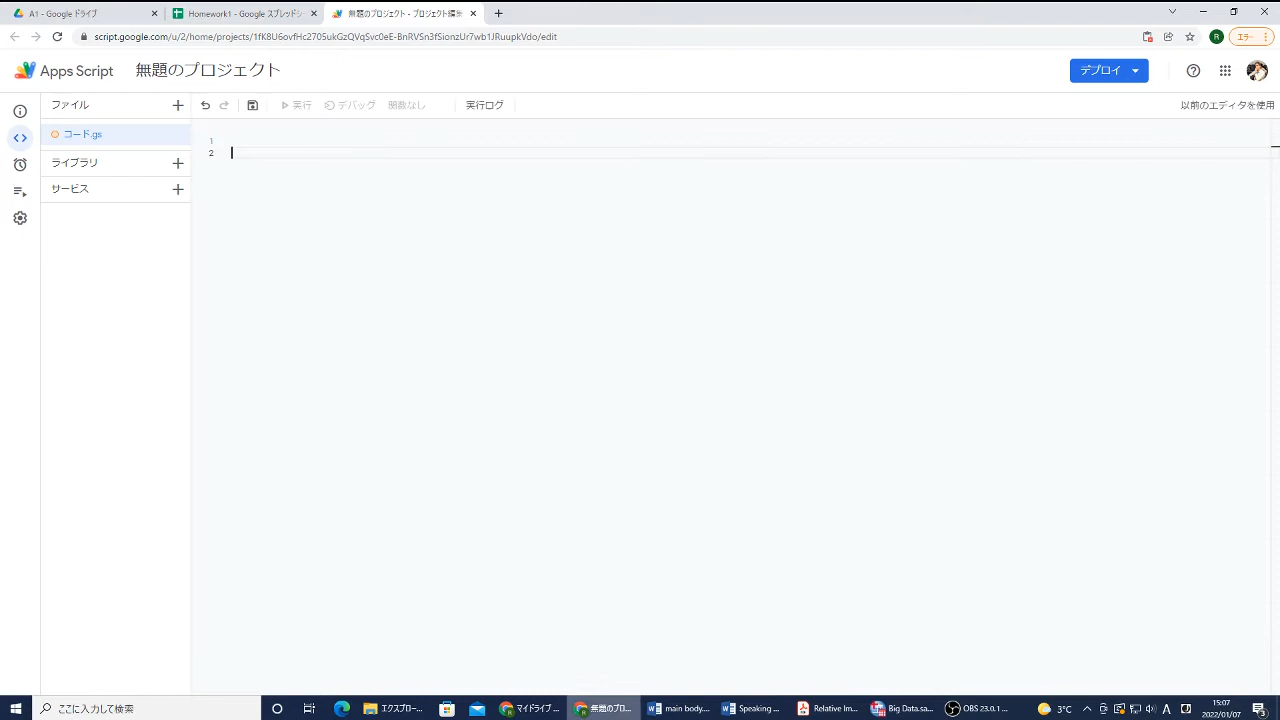 A1 - Google ドライブ
Homework1 - Google スプレッドシ
無題のプロジェクト - プロジェクト編集
script.google.com/u/2/home/projects/1fK8U6ovfHc2705ukGzQVqSvc0eE-BnRVSn3fSionzUr7wb1JRuupkVdo/edit
R
エラー
Apps Script
無題のプロジェクト
デプロイ
ファイル
実行
デバッグ
関数なし
実行ログ
以前のエディタを使用
コード.gs
1
2
ライブラリ
サービス
ここに入力して検索
エクスプロー...
マイドライブ ...
無題のプロ...
main body....
Speaking ...
Relative Im...
Big Data.sa...
OBS 23.0.1 ...
3°C
A
15:07
2022/01/07